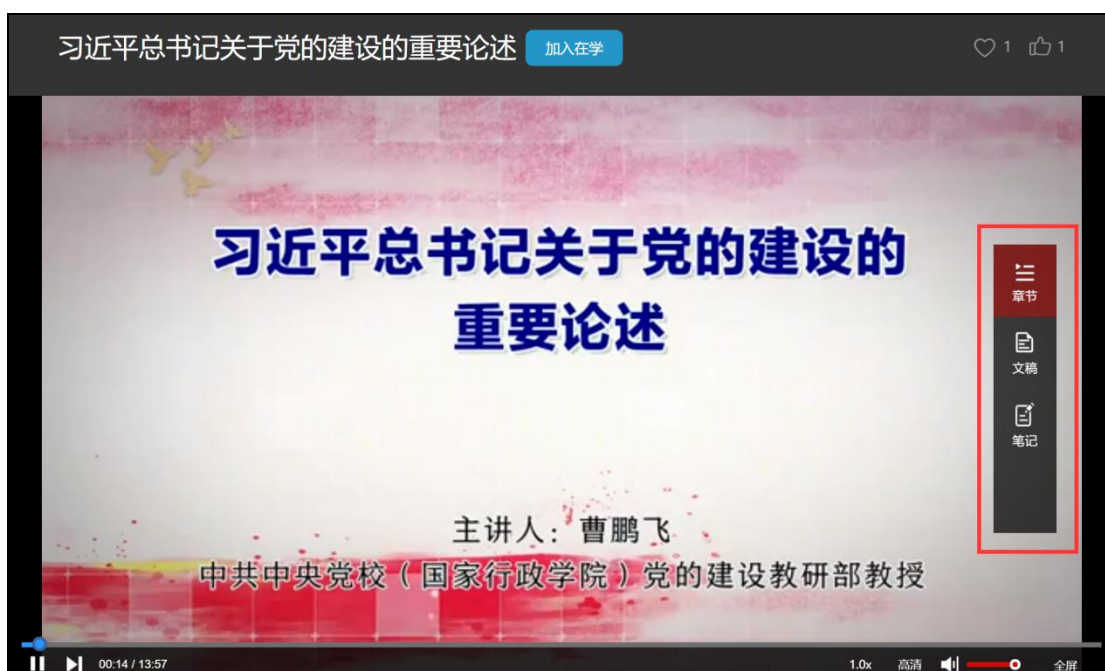 习近平总书记关于党的建设的重要论述 加入在学 1 1
习近平总书记关于党的建设的
重要论述
章节
文稿
笔记
主讲人：曹鹏飞
中共中央党校（国家行政学院）党的建设教研部教授
00:14 / 13:57 1.0x 高清 全屏